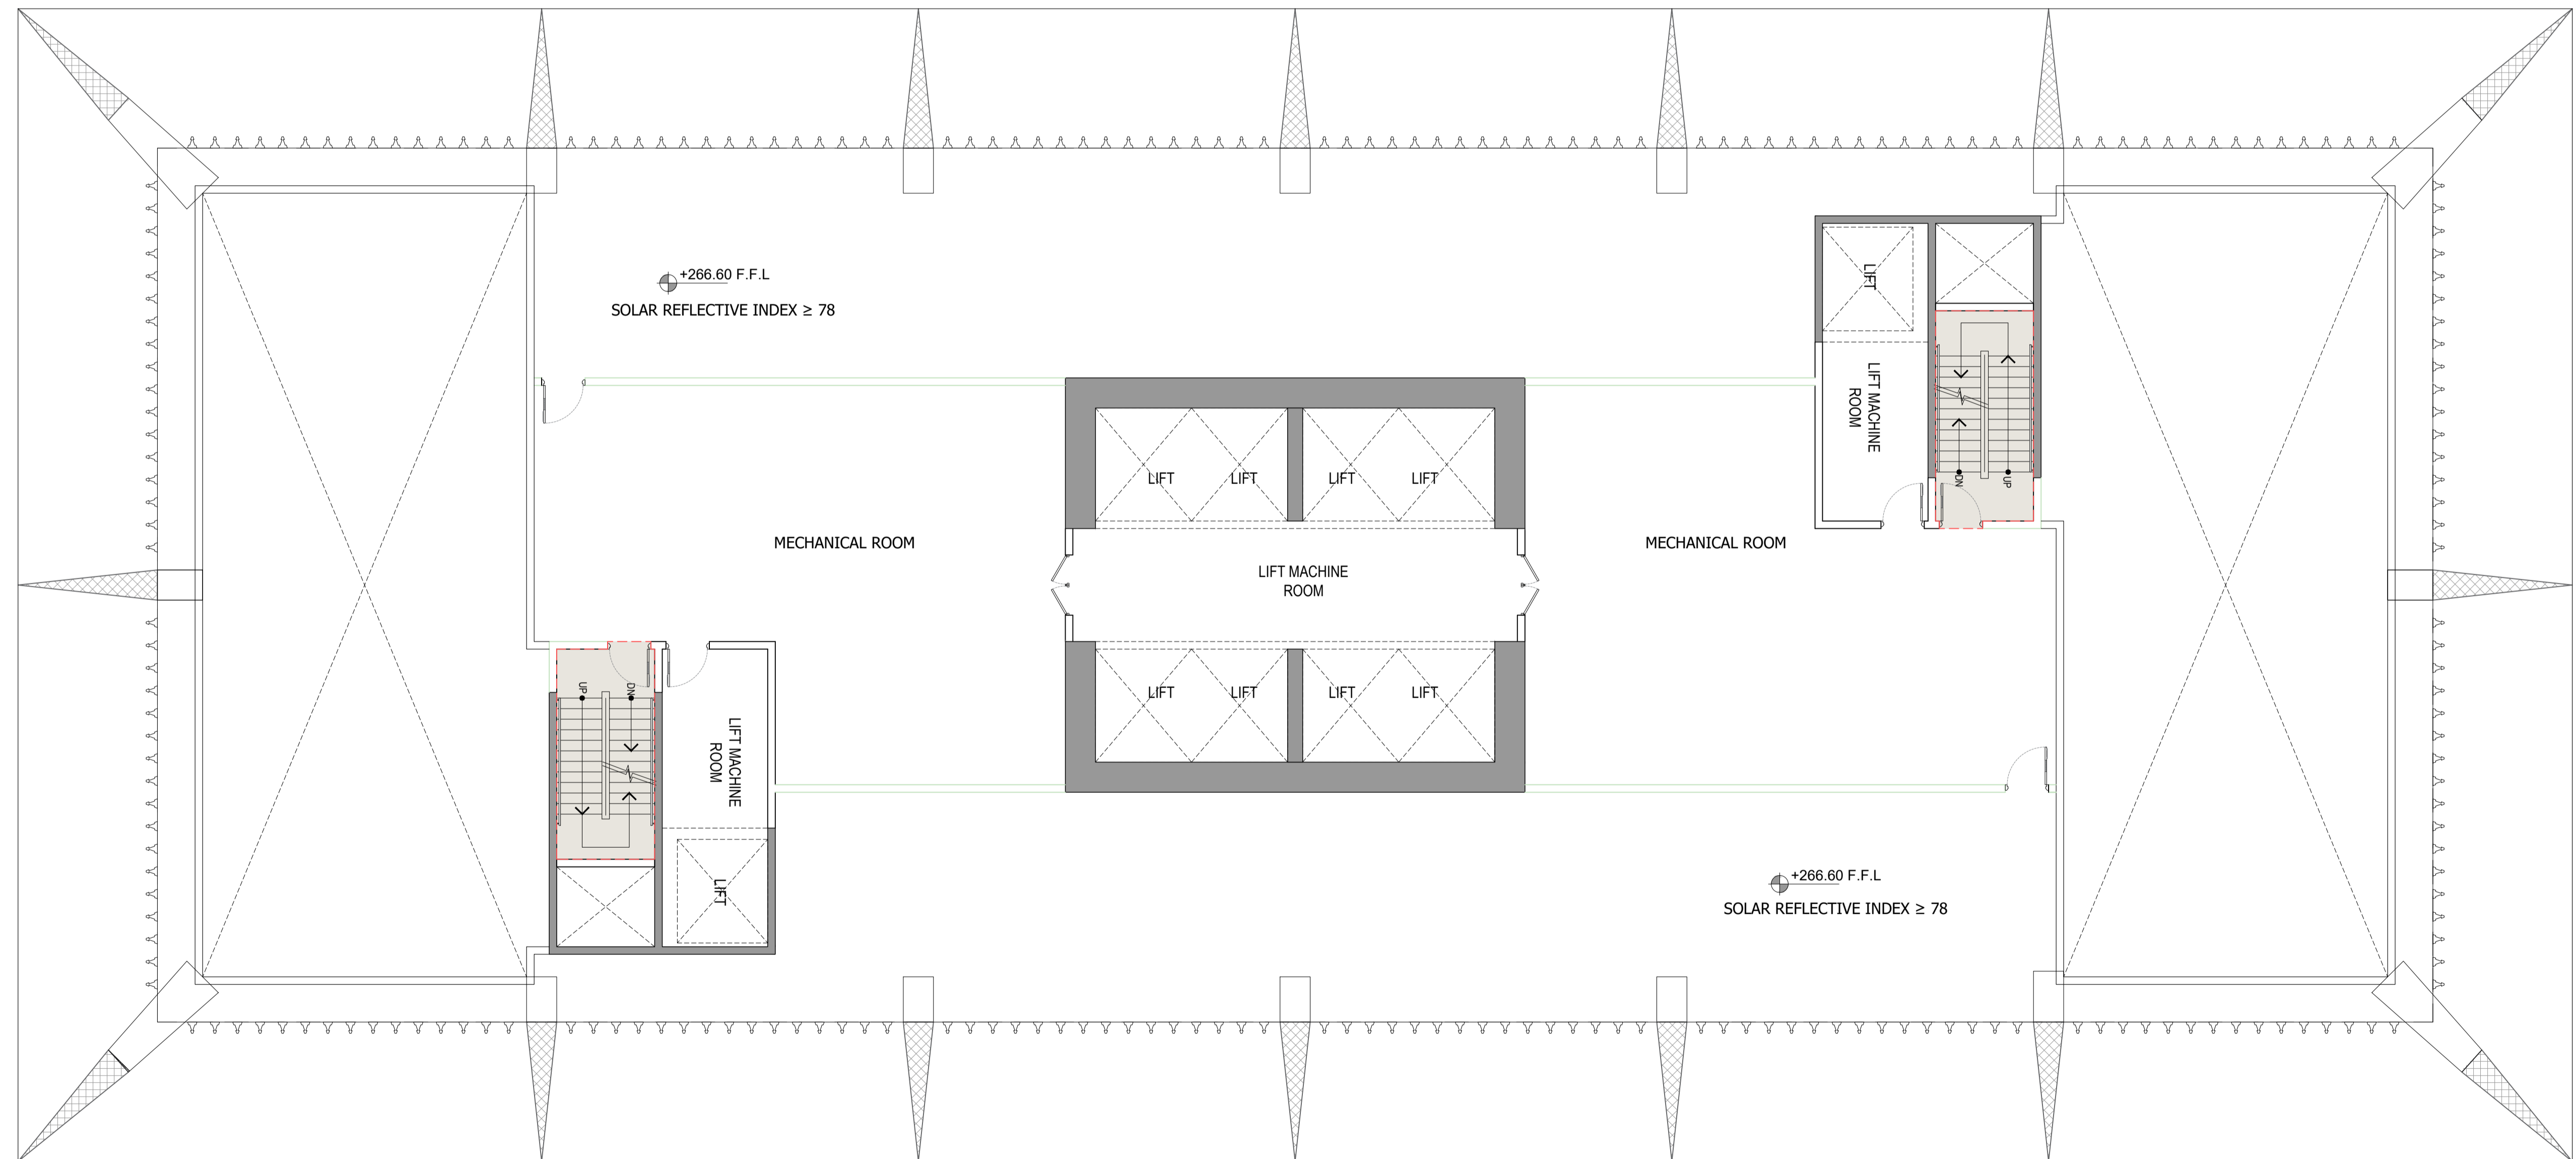 +266.60 F.F.L
SOLAR REFLECTIVE INDEX ≥ 78
LIFT
LIFT MACHINE
ROOM
DN
UP
LIFT
LIFT
LIFT
LIFT
MECHANICAL ROOM
MECHANICAL ROOM
LIFT MACHINE
ROOM
UP
DN
LIFT
LIFT
LIFT
LIFT
LIFT MACHINE
ROOM
LIFT
+266.60 F.F.L
SOLAR REFLECTIVE INDEX ≥ 78